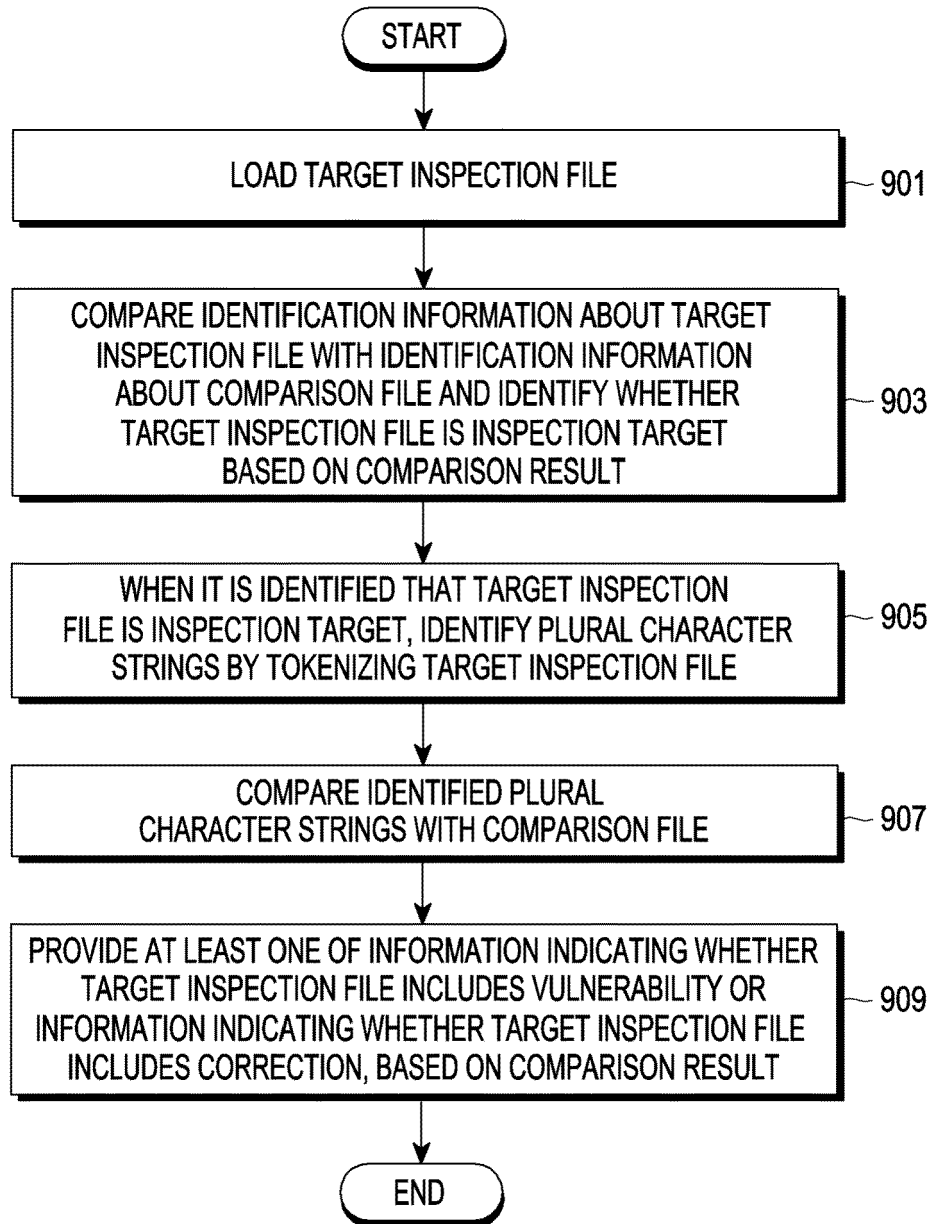 START
LOAD TARGET INSPECTION FILE
901
COMPARE IDENTIFICATION INFORMATION ABOUT TARGET
INSPECTION FILE WITH IDENTIFICATION INFORMATION
ABOUT COMPARISON FILE AND IDENTIFY WHETHER
TARGET INSPECTION FILE IS INSPECTION TARGET
BASED ON COMPARISON RESULT
903
WHEN IT IS IDENTIFIED THAT TARGET INSPECTION
FILE IS INSPECTION TARGET, IDENTIFY PLURAL CHARACTER
STRINGS BY TOKENIZING TARGET INSPECTION FILE
905
COMPARE IDENTIFIED PLURAL
CHARACTER STRINGS WITH COMPARISON FILE
907
PROVIDE AT LEAST ONE OF INFORMATION INDICATING WHETHER
TARGET INSPECTION FILE INCLUDES VULNERABILITY OR
INFORMATION INDICATING WHETHER TARGET INSPECTION FILE
INCLUDES CORRECTION, BASED ON COMPARISON RESULT
909
END